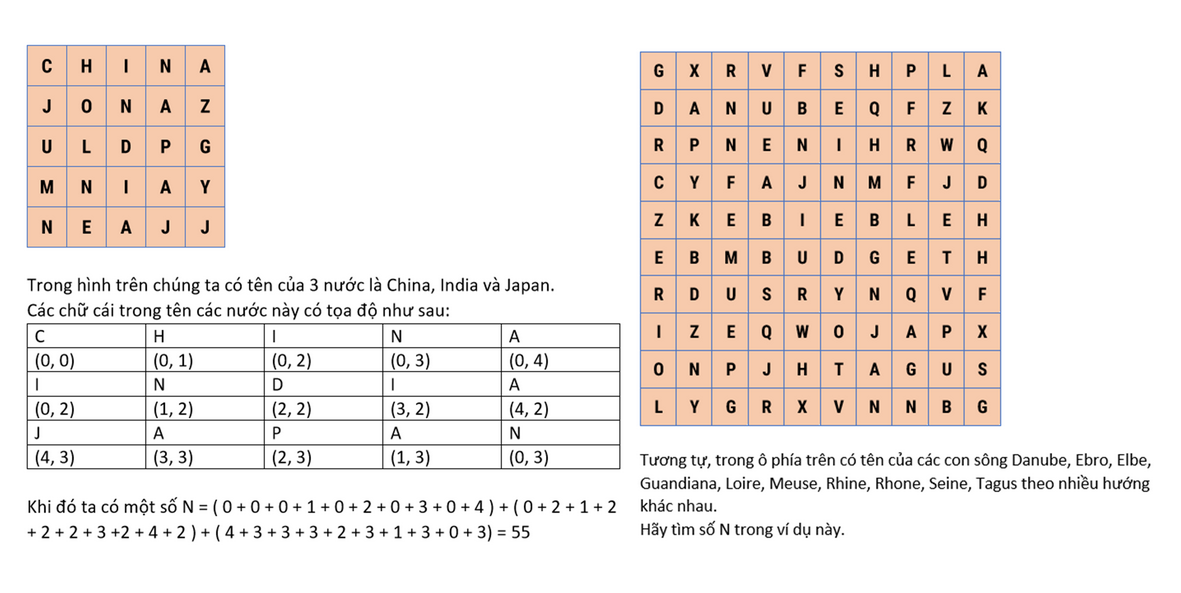 C H I N A
J O N A Z
U L D P G
M N I A Y
N E A J J
Trong hình trên chúng ta có tên của 3 nước là China, India và Japan.
Các chữ cái trong tên các nước này có tọa độ như sau:
C H I N A
(0, 0) (0, 1) (0, 2) (0, 3) (0, 4)
I N D I A
(0, 2) (1, 2) (2, 2) (3, 2) (4, 2)
J A P A N
(4, 3) (3, 3) (2, 3) (1, 3) (0, 3)
Khi đó ta có một số N = ( 0 + 0 + 0 + 1 + 0 + 2 + 0 + 3 + 0 + 4 ) + ( 0 + 2 + 1 + 2
+ 2 + 2 + 3 +2 + 4 + 2 ) + ( 4 + 3 + 3 + 3 + 2 + 3 + 1 + 3 + 0 + 3) = 55
G X R V F S H P L A
D A N U B E Q F Z K
R P N E N I H R W Q
C Y F A J N M F J D
Z K E B I E B L E H
E B M B U D G E T H
R D U S R Y N Q V F
I Z E Q W O J A P X
O N P J H T A G U S
L Y G R X V N N B G
Tương tự, trong ô phía trên có tên của các con sông Danube, Ebro, Elbe,
Guandiana, Loire, Meuse, Rhine, Rhone, Seine, Tagus theo nhiều hướng
khác nhau.
Hãy tìm số N trong ví dụ này.